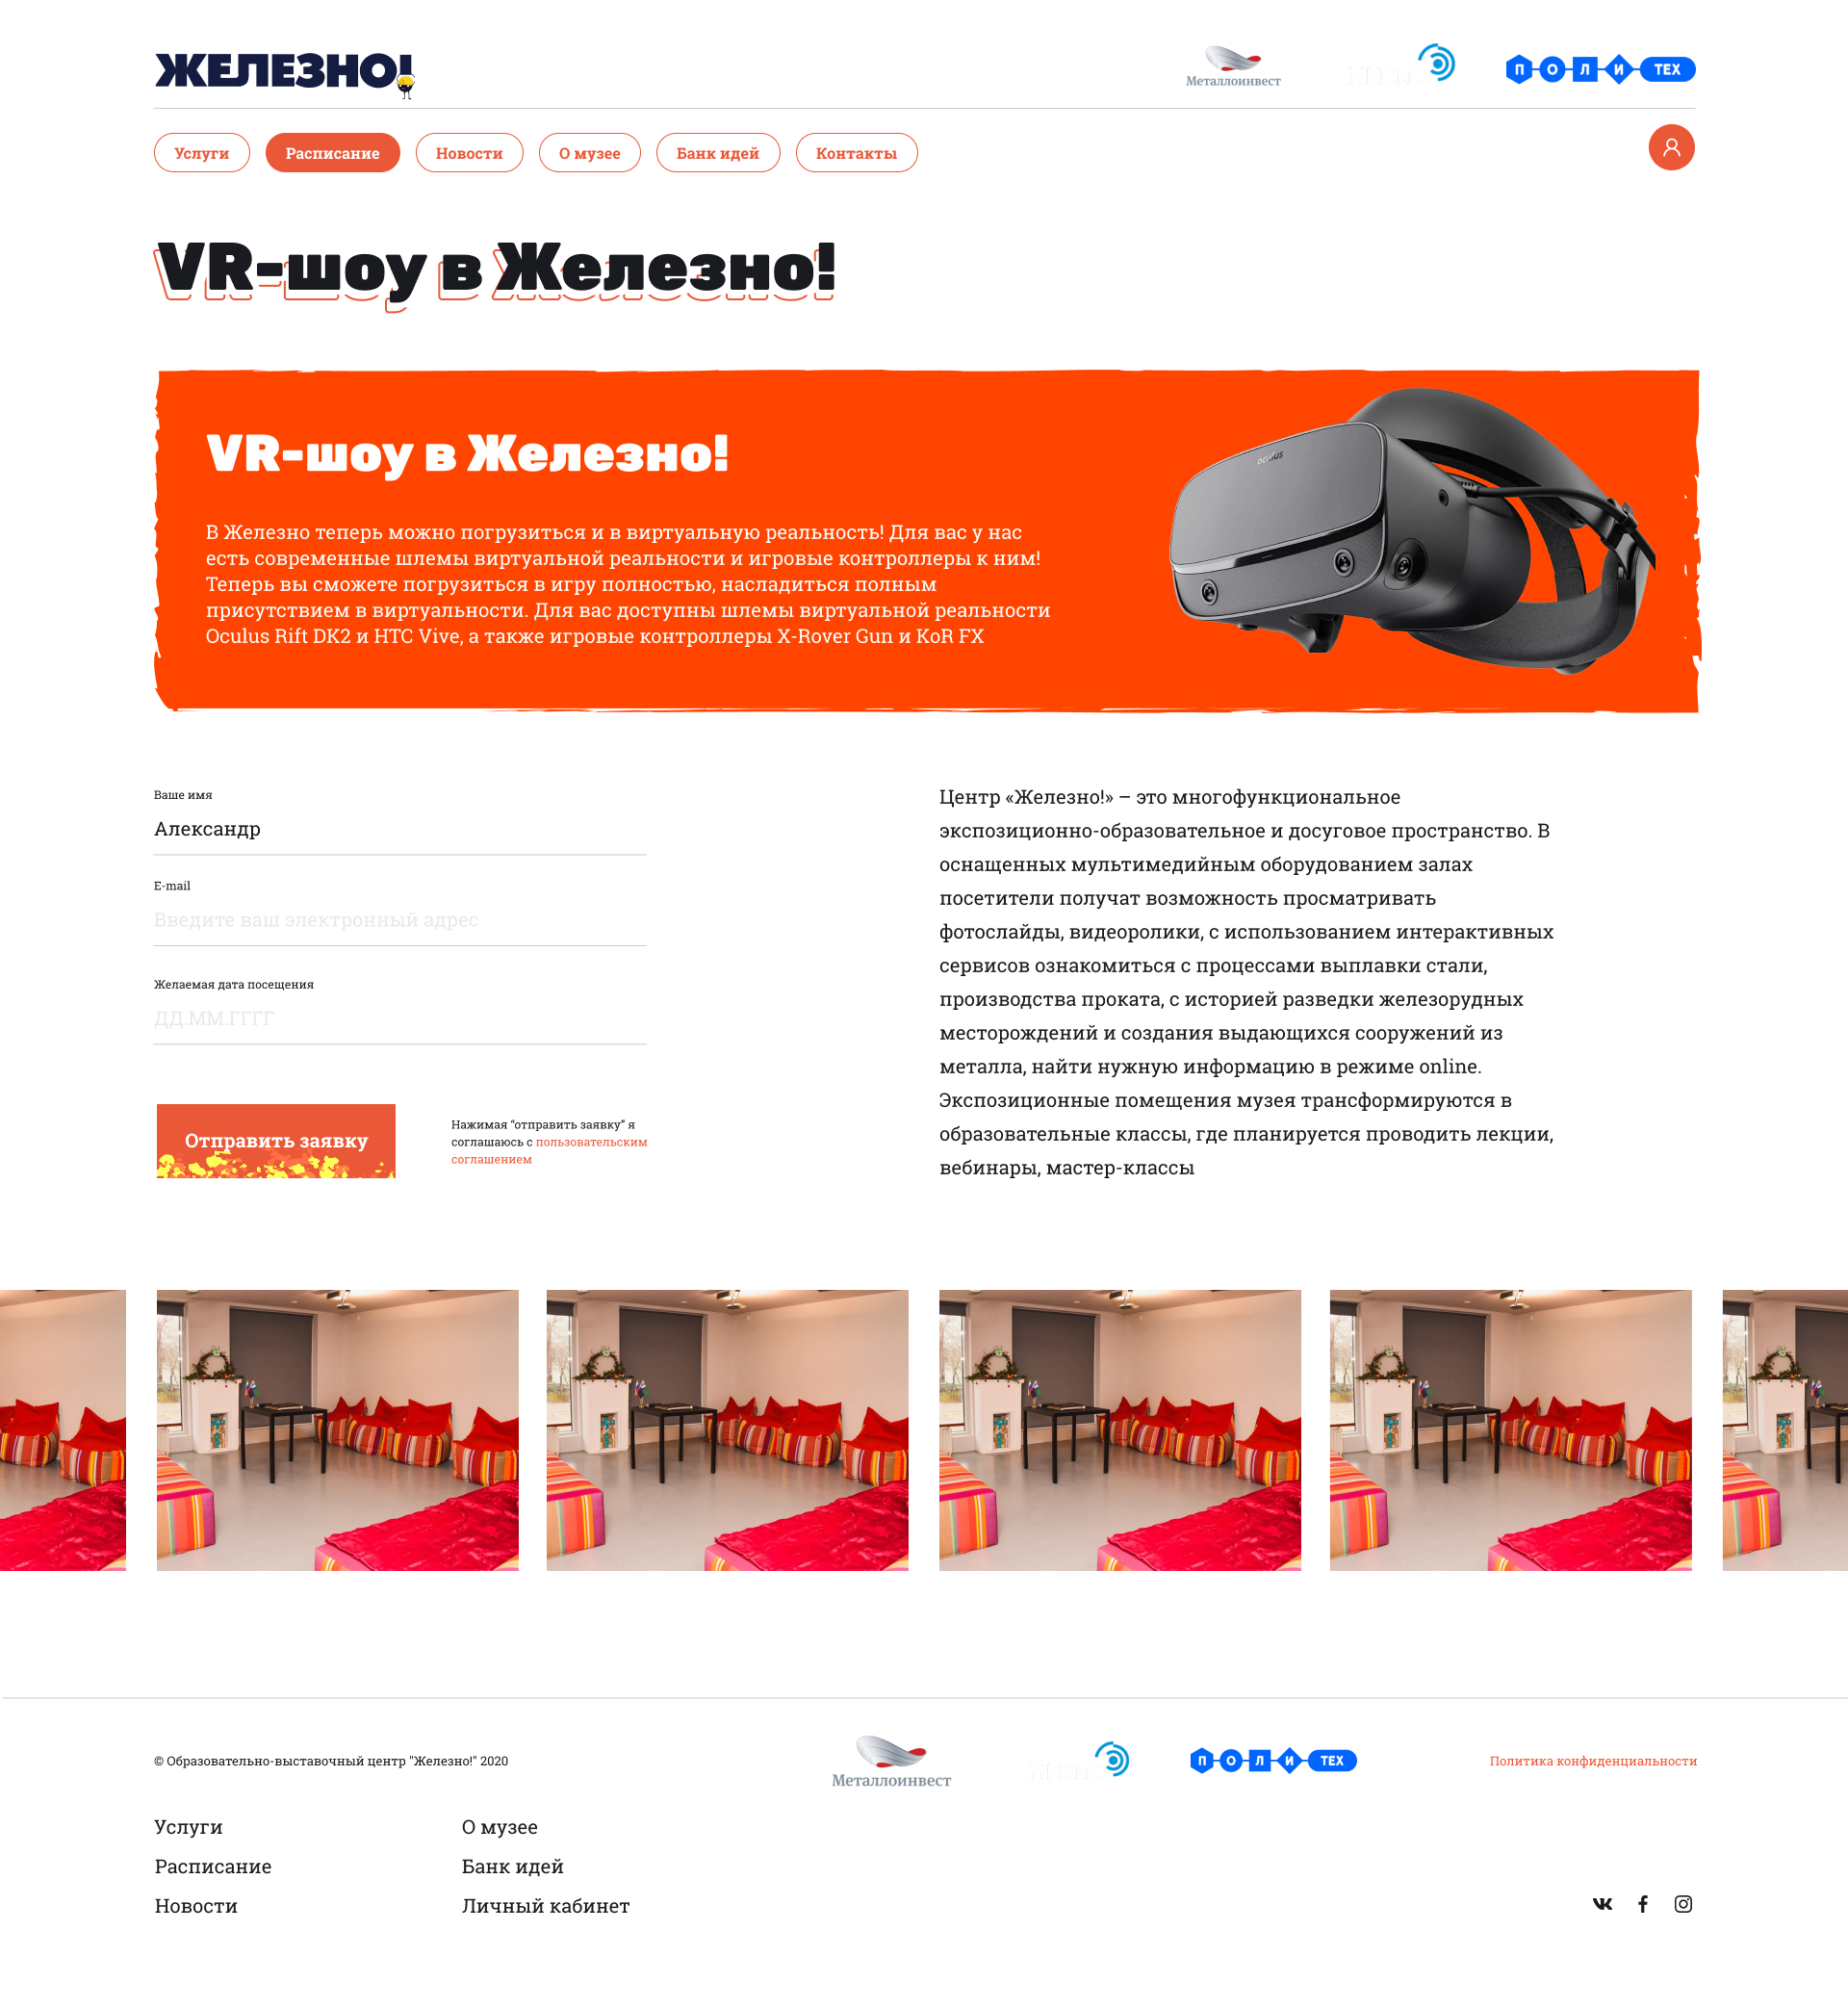 ЖЕЛЕЗНО!
Металлоинвест
ПОЛИТЕХ
Услуги
Расписание
Новости
О музее
Банк идей
Контакты
VR-шоу в Железно!
VR-шоу в Железно!
В Железно теперь можно погрузиться и в виртуальную реальность! Для вас у нас
есть современные шлемы виртуальной реальности и игровые контроллеры к ним!
Теперь вы сможете погрузиться в игру полностью, насладиться полным
присутствием в виртуальности. Для вас доступны шлемы виртуальной реальности
Oculus Rift DK2 и HTC Vive, а также игровые контроллеры X-Rover Gun и KoR FX
oculus
Ваше имя
Александр
E-mail
Введите ваш электронный адрес
Желаемая дата посещения
ДД.ММ.ГГГГ
Отправить заявку
Нажимая “отправить заявку” я
соглашаюсь с пользовательским
соглашением
Центр «Железно!» – это многофункциональное
экспозиционно-образовательное и досуговое пространство. В
оснащенных мультимедийным оборудованием залах
посетители получат возможность просматривать
фотослайды, видеоролики, с использованием интерактивных
сервисов ознакомиться с процессами выплавки стали,
производства проката, с историей разведки железорудных
месторождений и создания выдающихся сооружений из
металла, найти нужную информацию в режиме online.
Экспозиционные помещения музея трансформируются в
образовательные классы, где планируется проводить лекции,
вебинары, мастер-классы
© Образовательно-выставочный центр "Железно!" 2020
Металлоинвест
ПОЛИТЕХ
Политика конфиденциальности
Услуги
Расписание
Новости
О музее
Банк идей
Личный кабинет